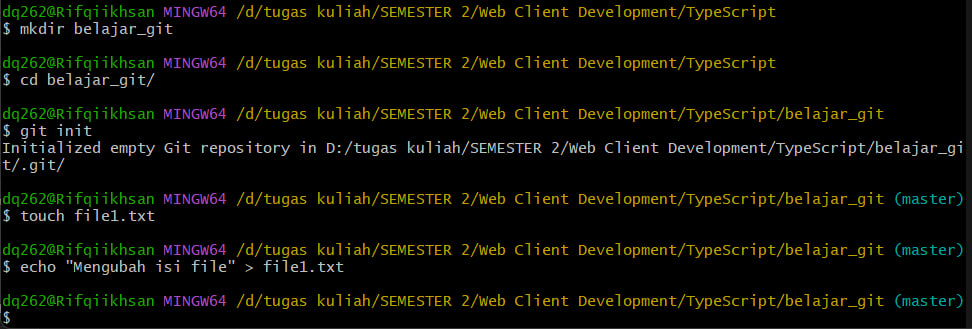 dq262@Rifqiikhsan MINGW64 /d/tugas kuliah/SEMESTER 2/Web Client Development/TypeScript
$ mkdir belajar_git
dq262@Rifqiikhsan MINGW64 /d/tugas kuliah/SEMESTER 2/Web Client Development/TypeScript
$ cd belajar_git/
dq262@Rifqiikhsan MINGW64 /d/tugas kuliah/SEMESTER 2/Web Client Development/TypeScript/belajar_git
$ git init
Initialized empty Git repository in D:/tugas kuliah/SEMESTER 2/Web Client Development/TypeScript/belajar_gi
t/.git/
dq262@Rifqiikhsan MINGW64 /d/tugas kuliah/SEMESTER 2/Web Client Development/TypeScript/belajar_git (master)
$ touch file1.txt
dq262@Rifqiikhsan MINGW64 /d/tugas kuliah/SEMESTER 2/Web Client Development/TypeScript/belajar_git (master)
$ echo "Mengubah isi file" > file1.txt
dq262@Rifqiikhsan MINGW64 /d/tugas kuliah/SEMESTER 2/Web Client Development/TypeScript/belajar_git (master)
$